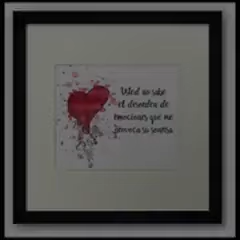 Usted no sabe
el desorden de
emociones que me
provoca su sonrisa